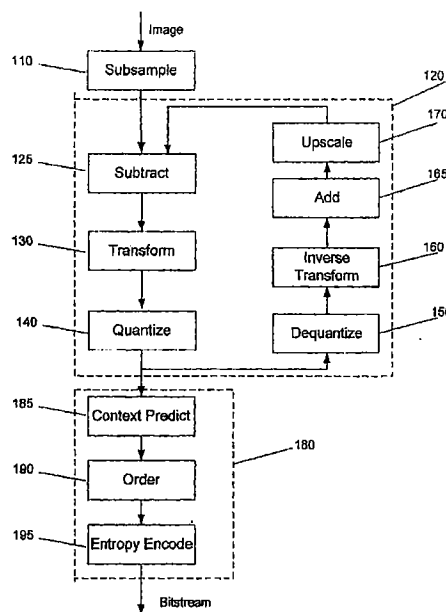 Image
110
Subsample
120
170
Upscale
125
Subtract
165
Add
130
Transform
160
Inverse
Transform
140
Quantize
150
Dequantize
185
Context Predict
180
190
Order
195
Entropy Encode
Bitstream